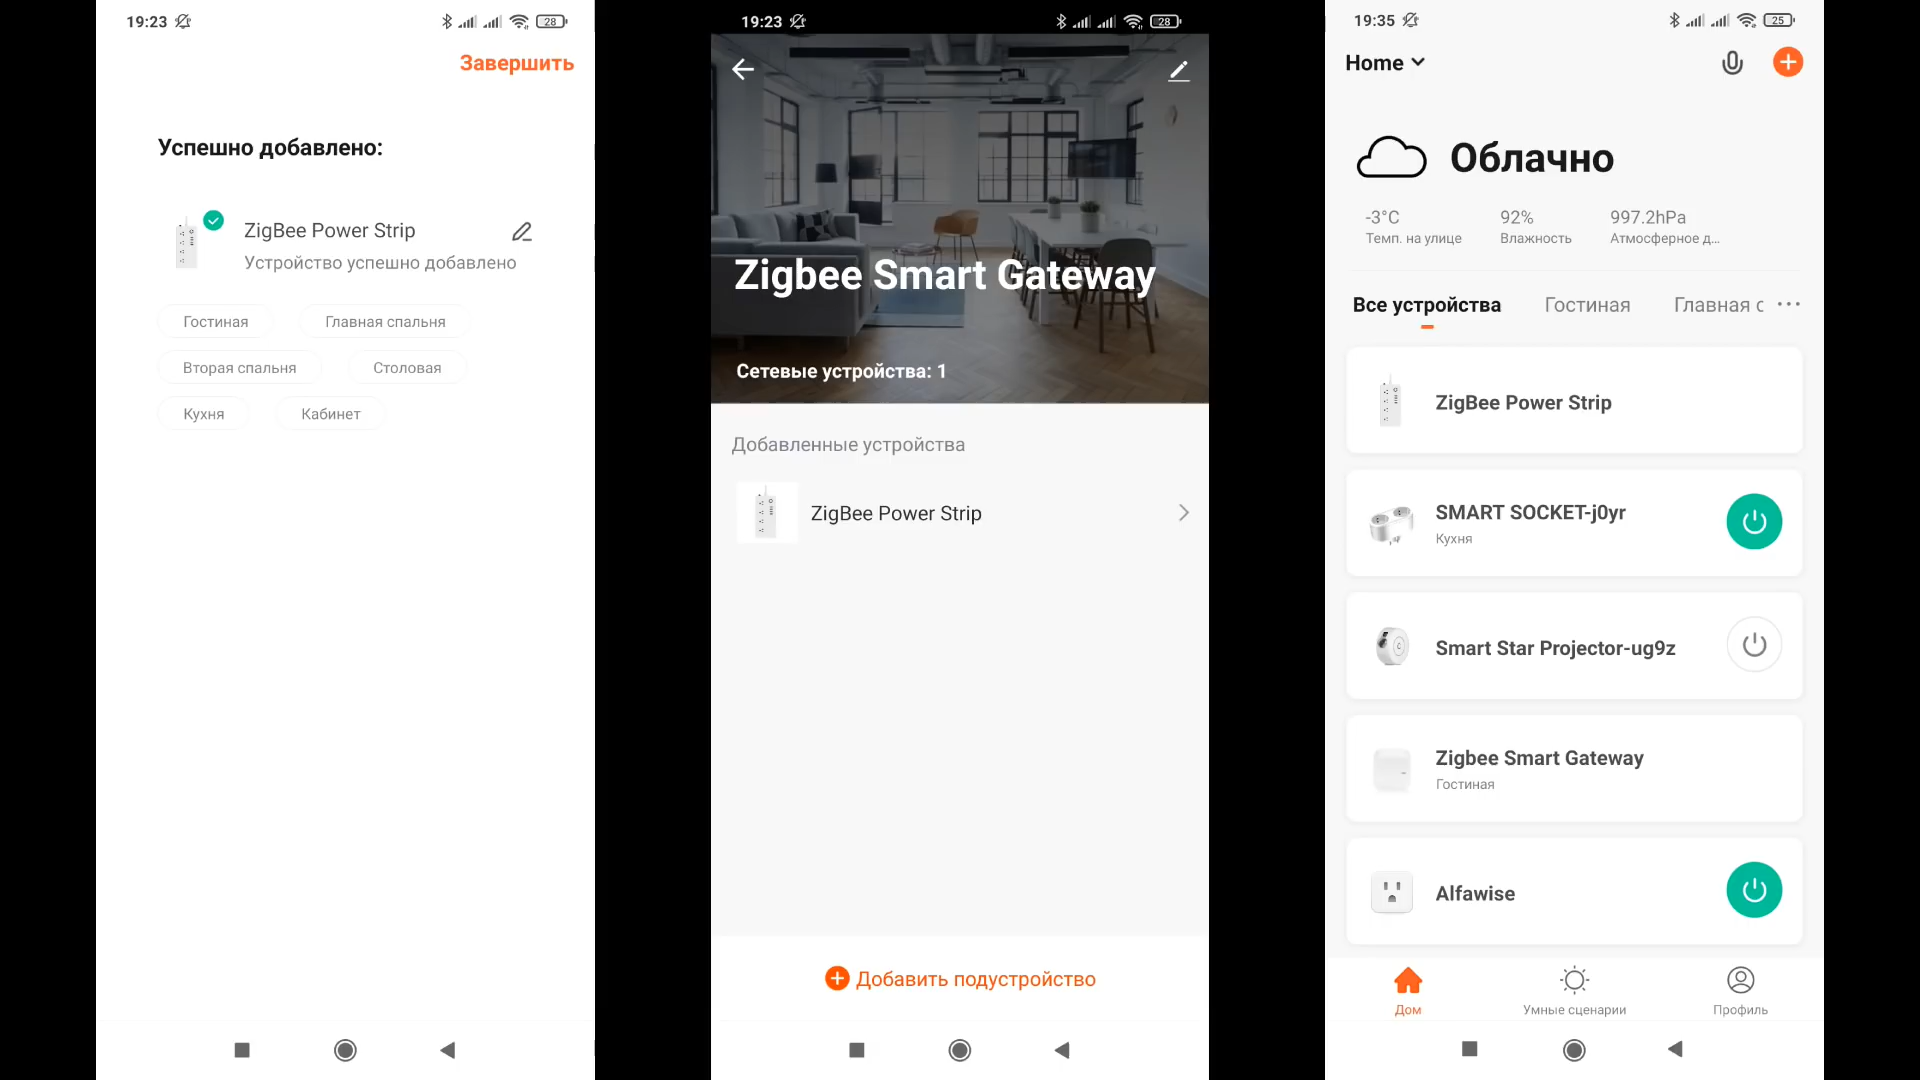 19:23
28
Завершить
Успешно добавлено:
ZigBee Power Strip
Устройство успешно добавлено
Гостиная
Главная спальня
Вторая спальня
Столовая
Кухня
Кабинет
19:23
28
Zigbee Smart Gateway
Сетевые устройства: 1
Добавленные устройства
ZigBee Power Strip
Добавить подустройство
19:35
25
Home
Облачно
-3°C 92% 997.2hPa
Темп. на улице Влажность Атмосферное д...
Все устройства Гостиная Главная с ...
ZigBee Power Strip
SMART SOCKET-j0yr
Кухня
Smart Star Projector-ug9z
Zigbee Smart Gateway
Гостиная
Alfawise
Дом Умные сценарии Профиль